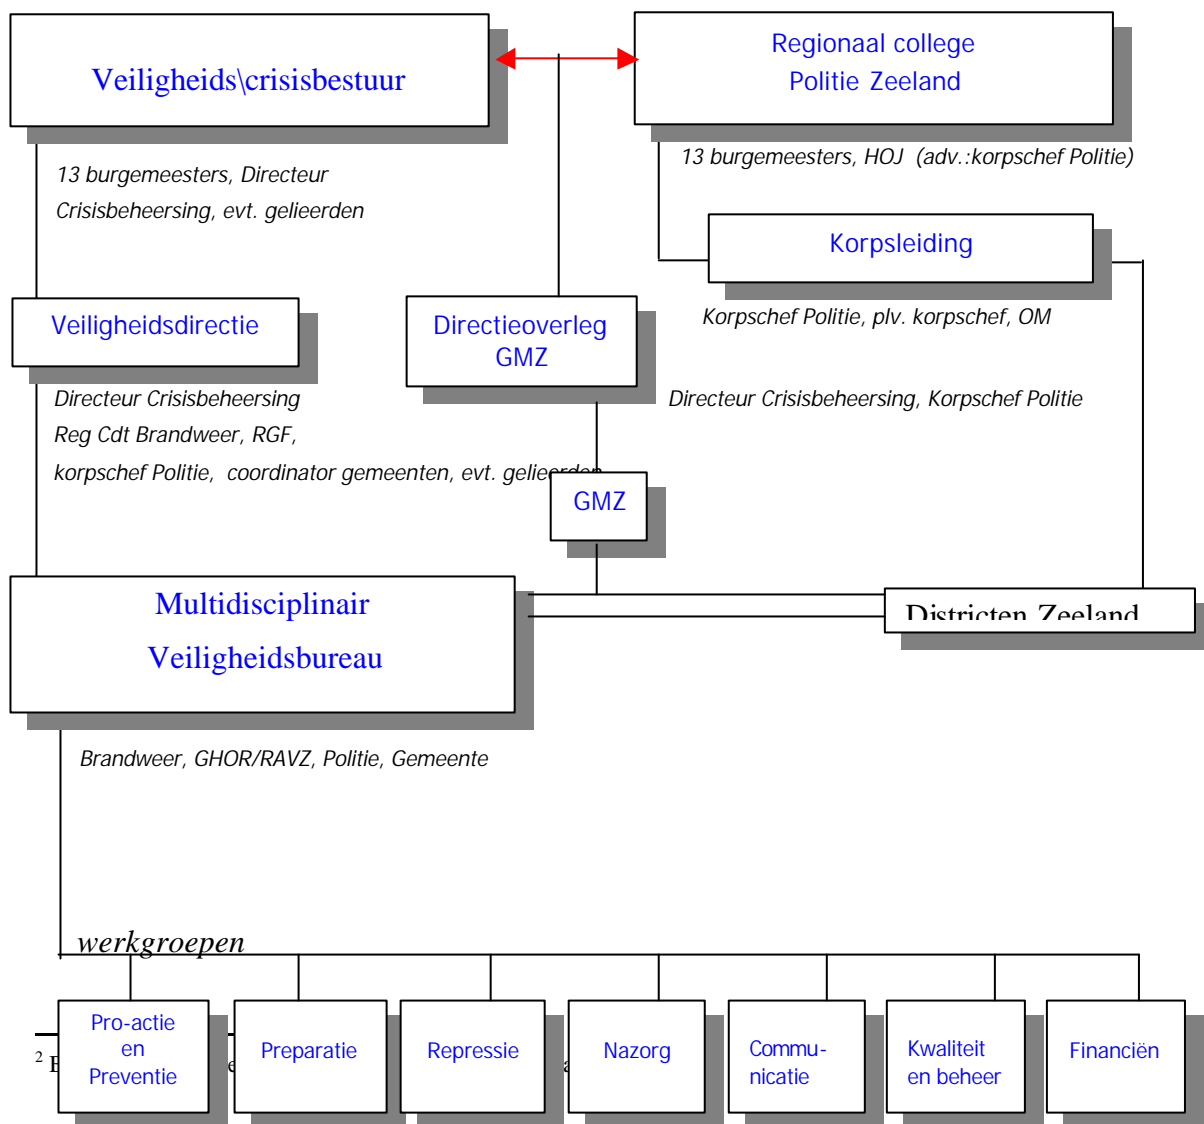 Veiligheids\crisisbestuur
Regionaal college
Politie Zeeland
13 burgemeesters, Directeur
Crisisbeheersing, evt. gelieerden
13 burgemeesters, HOJ (adv.:korpschef Politie)
Korpsleiding
Korpschef Politie, plv. korpschef, OM
Veiligheidsdirectie
Directieoverleg
GMZ
Directeur Crisisbeheersing
Reg Cdt Brandweer, RGF,
korpschef Politie, coordinator gemeenten, evt. gelieerden
Directeur Crisisbeheersing, Korpschef Politie
GMZ
Multidisciplinair
Veiligheidsbureau
Districten Zeeland
Brandweer, GHOR/RAVZ, Politie, Gemeente
werkgroepen
Pro-actie
en
Preventie
Preparatie
Repressie
Nazorg
Commu-
nicatie
Kwaliteit
en beheer
Financiën
2